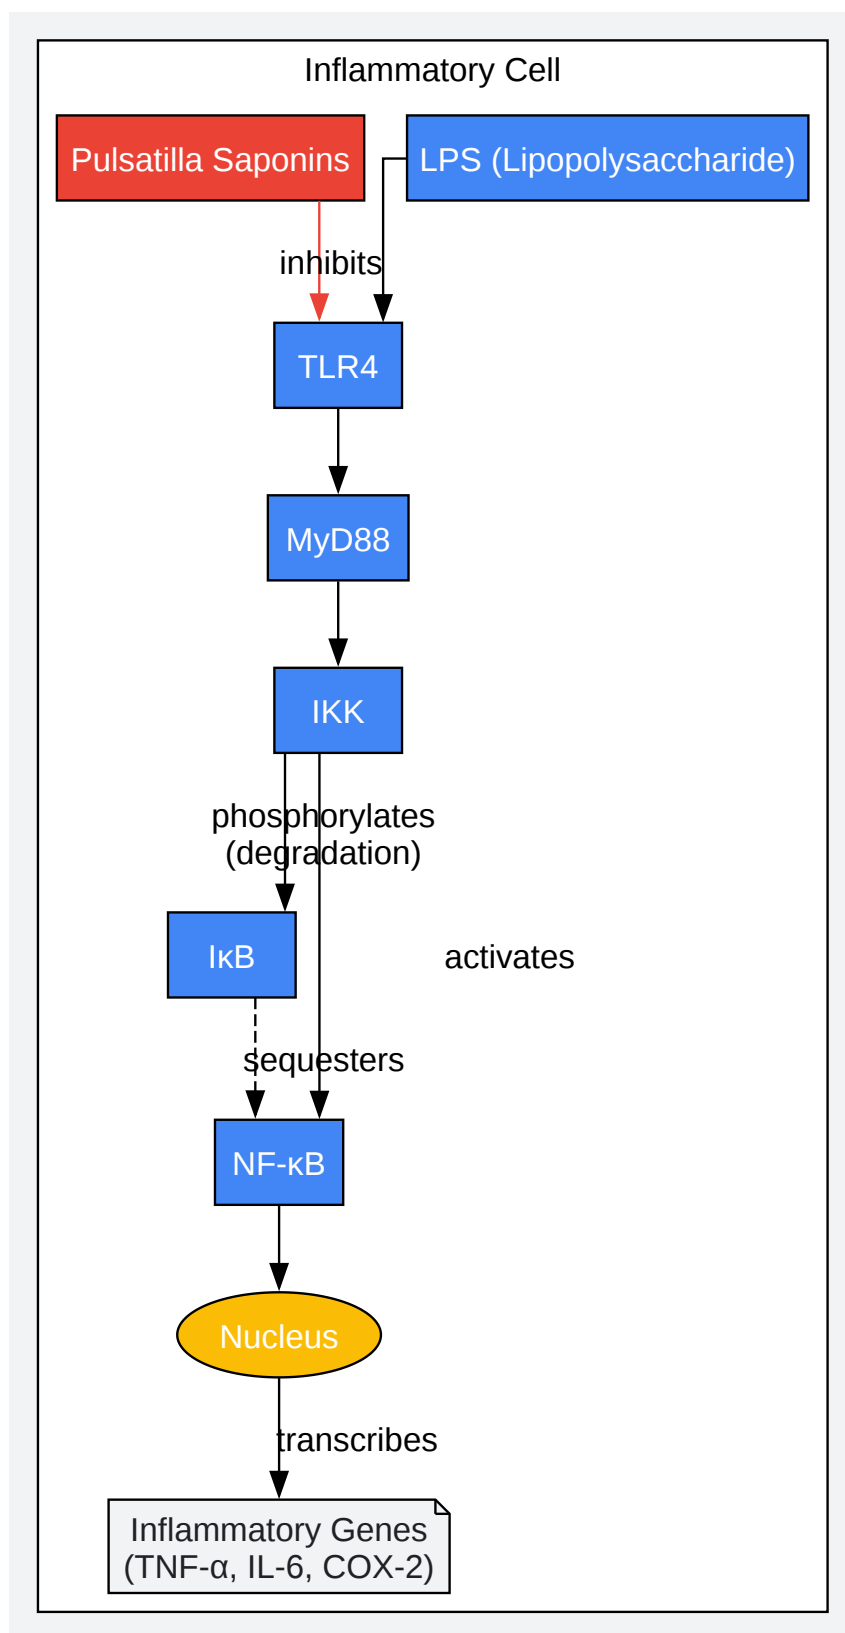 Inflammatory Cell
Pulsatilla Saponins
LPS (Lipopolysaccharide)
inhibits
TLR4
MyD88
IKK
phosphorylates
(degradation)
IκB
activates
sequesters
NF-κB
Nucleus
transcribes
Inflammatory Genes
(TNF-α, IL-6, COX-2)